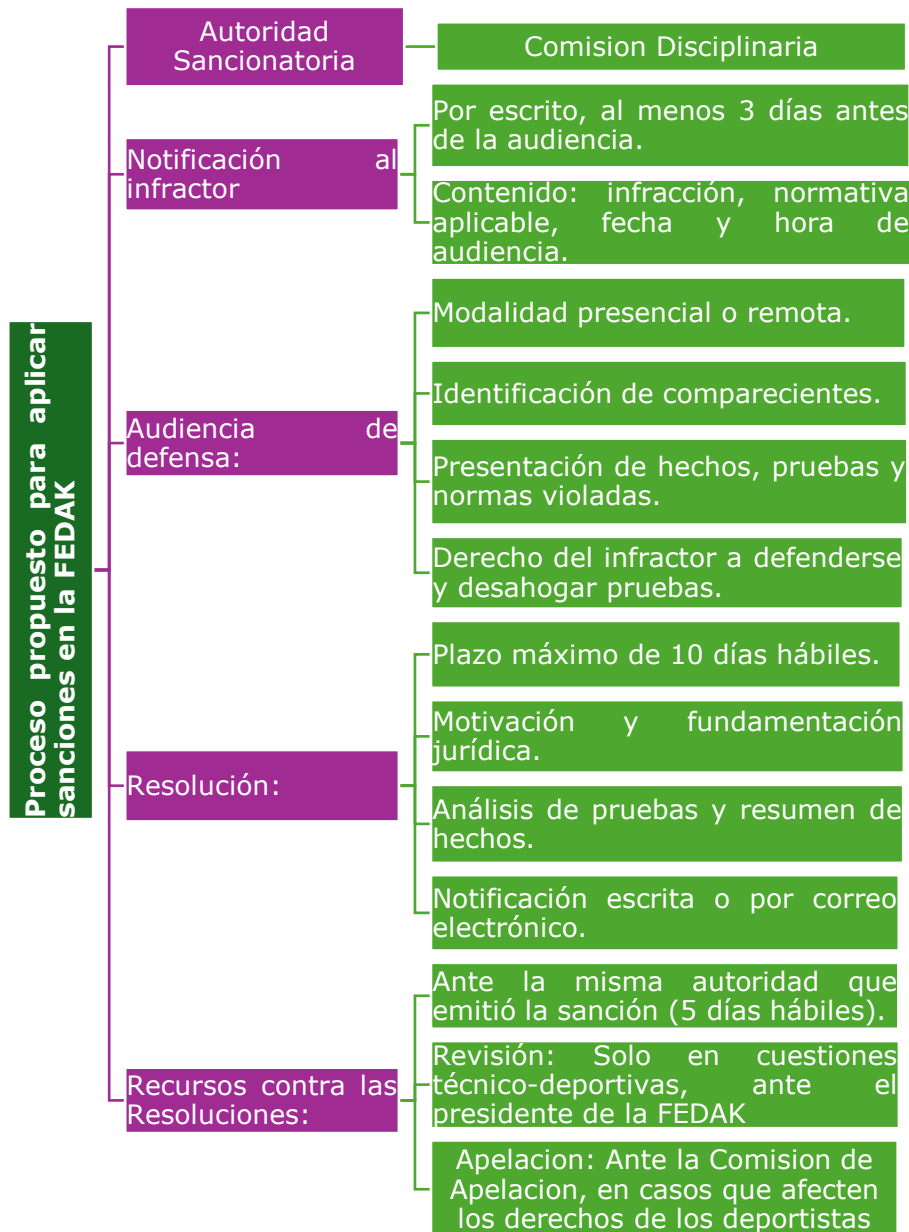 Proceso propuesto para aplicar
sanciones en la FEDAK
Autoridad
Sancionatoria
Comision Disciplinaria
Notificación al
infractor
Por escrito, al menos 3 días antes
de la audiencia.
Contenido: infracción, normativa
aplicable, fecha y hora de
audiencia.
Audiencia de
defensa:
Modalidad presencial o remota.
Identificación de comparecientes.
Presentación de hechos, pruebas y
normas violadas.
Derecho del infractor a defenderse
y desahogar pruebas.
Resolución:
Plazo máximo de 10 días hábiles.
Motivación y fundamentación
jurídica.
Análisis de pruebas y resumen de
hechos.
Notificación escrita o por correo
electrónico.
Recursos contra las
Resoluciones:
Ante la misma autoridad que
emitió la sanción (5 días hábiles).
Revisión: Solo en cuestiones
técnico-deportivas, ante el
presidente de la FEDAK
Apelacion: Ante la Comision de
Apelacion, en casos que afecten
los derechos de los deportistas